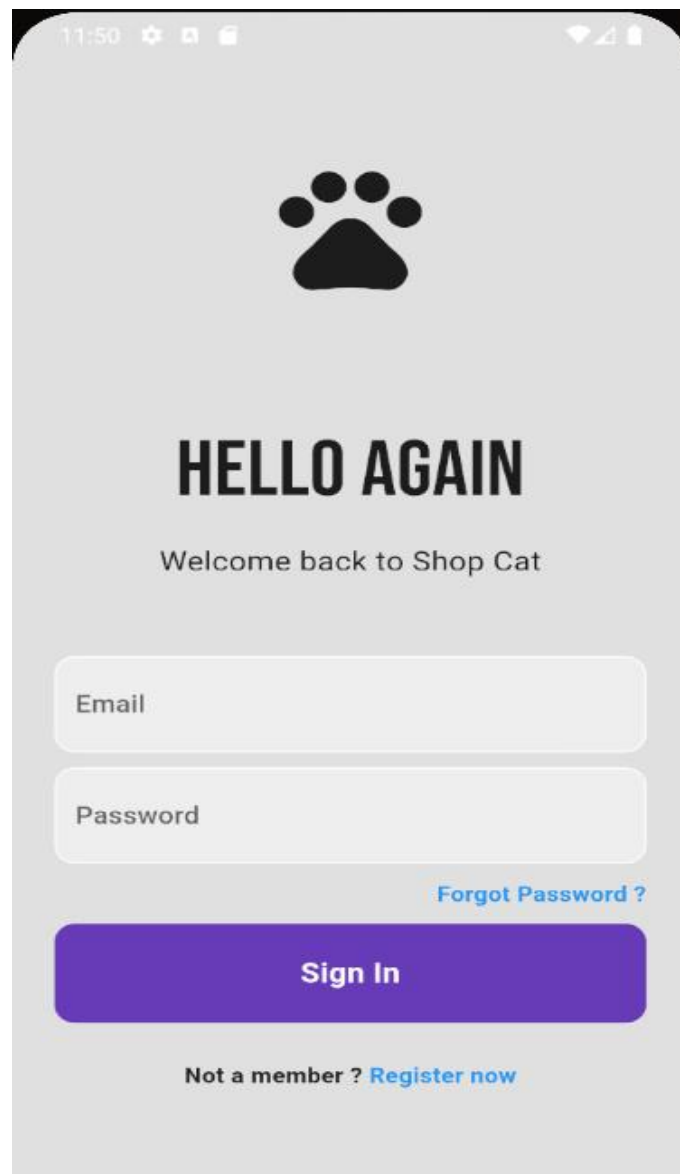 11:50
HELLO AGAIN
Welcome back to Shop Cat
Email
Password
Forgot Password ?
Sign In
Not a member ? Register now